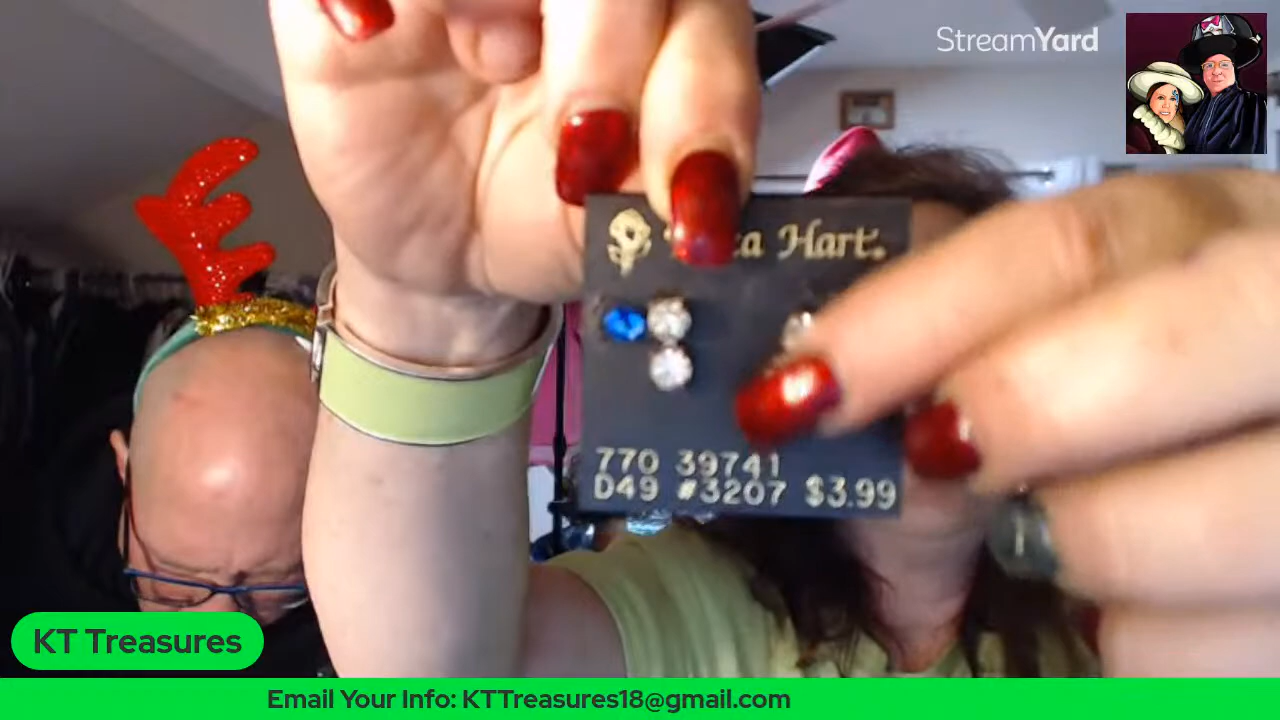 StreamYard
Hart.
770 39741
D49 #3207 $3.99
KT Treasures
Email Your Info: KTTreasures18@gmail.com